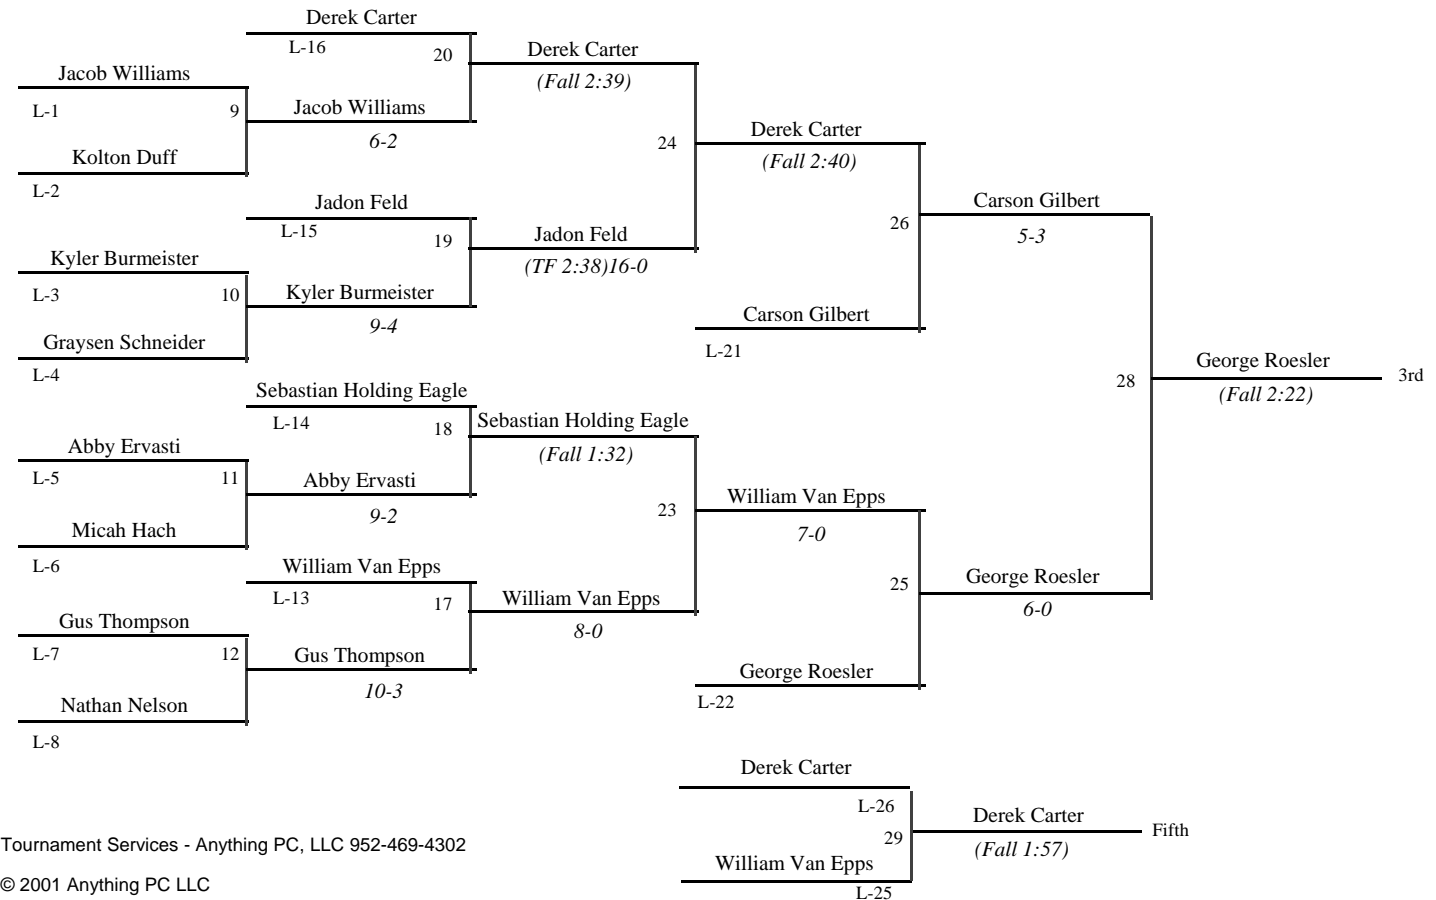 Derek Carter
L-16
20
Derek Carter
(Fall 2:39)
Jacob Williams
L-1
9
Jacob Williams
6-2
Kolton Duff
L-2
24
Derek Carter
(Fall 2:40)
Jadon Feld
L-15
19
Jadon Feld
(TF 2:38)16-0
Kyler Burmeister
L-3
10
Kyler Burmeister
9-4
Graysen Schneider
L-4
26
Carson Gilbert
5-3
Carson Gilbert
L-21
28
George Roesler
(Fall 2:22)
3rd
Sebastian Holding Eagle
L-14
18
Sebastian Holding Eagle
(Fall 1:32)
Abby Ervasti
L-5
11
Abby Ervasti
9-2
Micah Hach
L-6
23
William Van Epps
7-0
William Van Epps
L-13
17
William Van Epps
8-0
Gus Thompson
L-7
12
Gus Thompson
10-3
Nathan Nelson
L-8
25
George Roesler
6-0
George Roesler
L-22
Derek Carter
L-26
29
Derek Carter
(Fall 1:57)
Fifth
William Van Epps
L-25
Tournament Services - Anything PC, LLC 952-469-4302
© 2001 Anything PC LLC